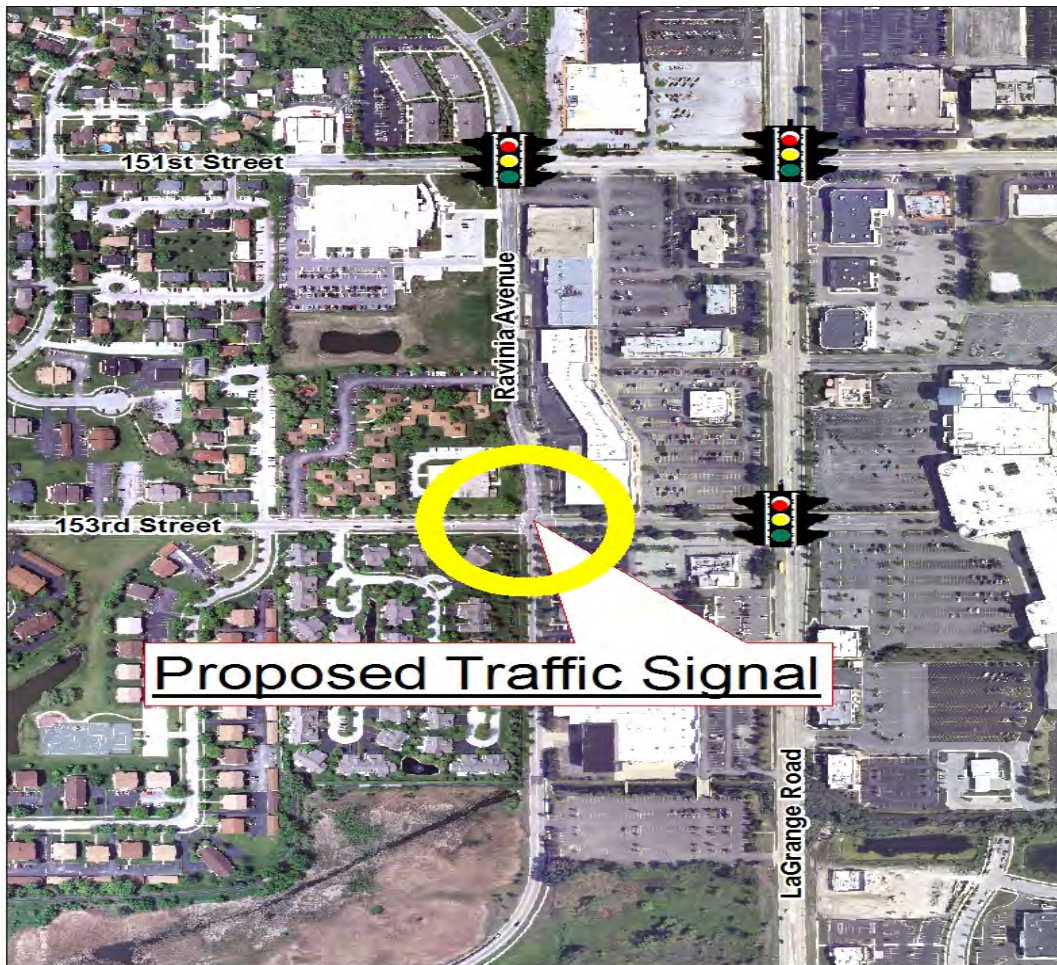 151st Street
Ravinia Avenue
153rd Street
Proposed Traffic Signal
LaGrange Road